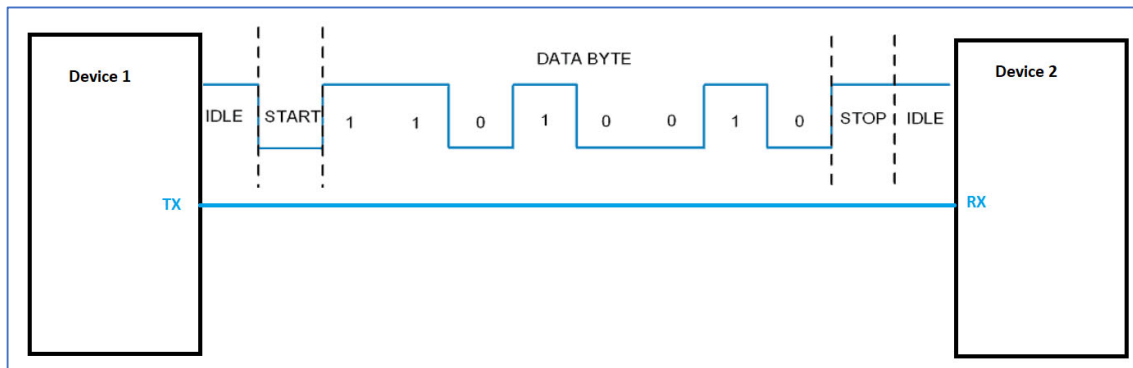 Device 1
DATA BYTE
Device 2
IDLE START 1 1 0 1 0 0 1 0 STOP IDLE
TX
RX